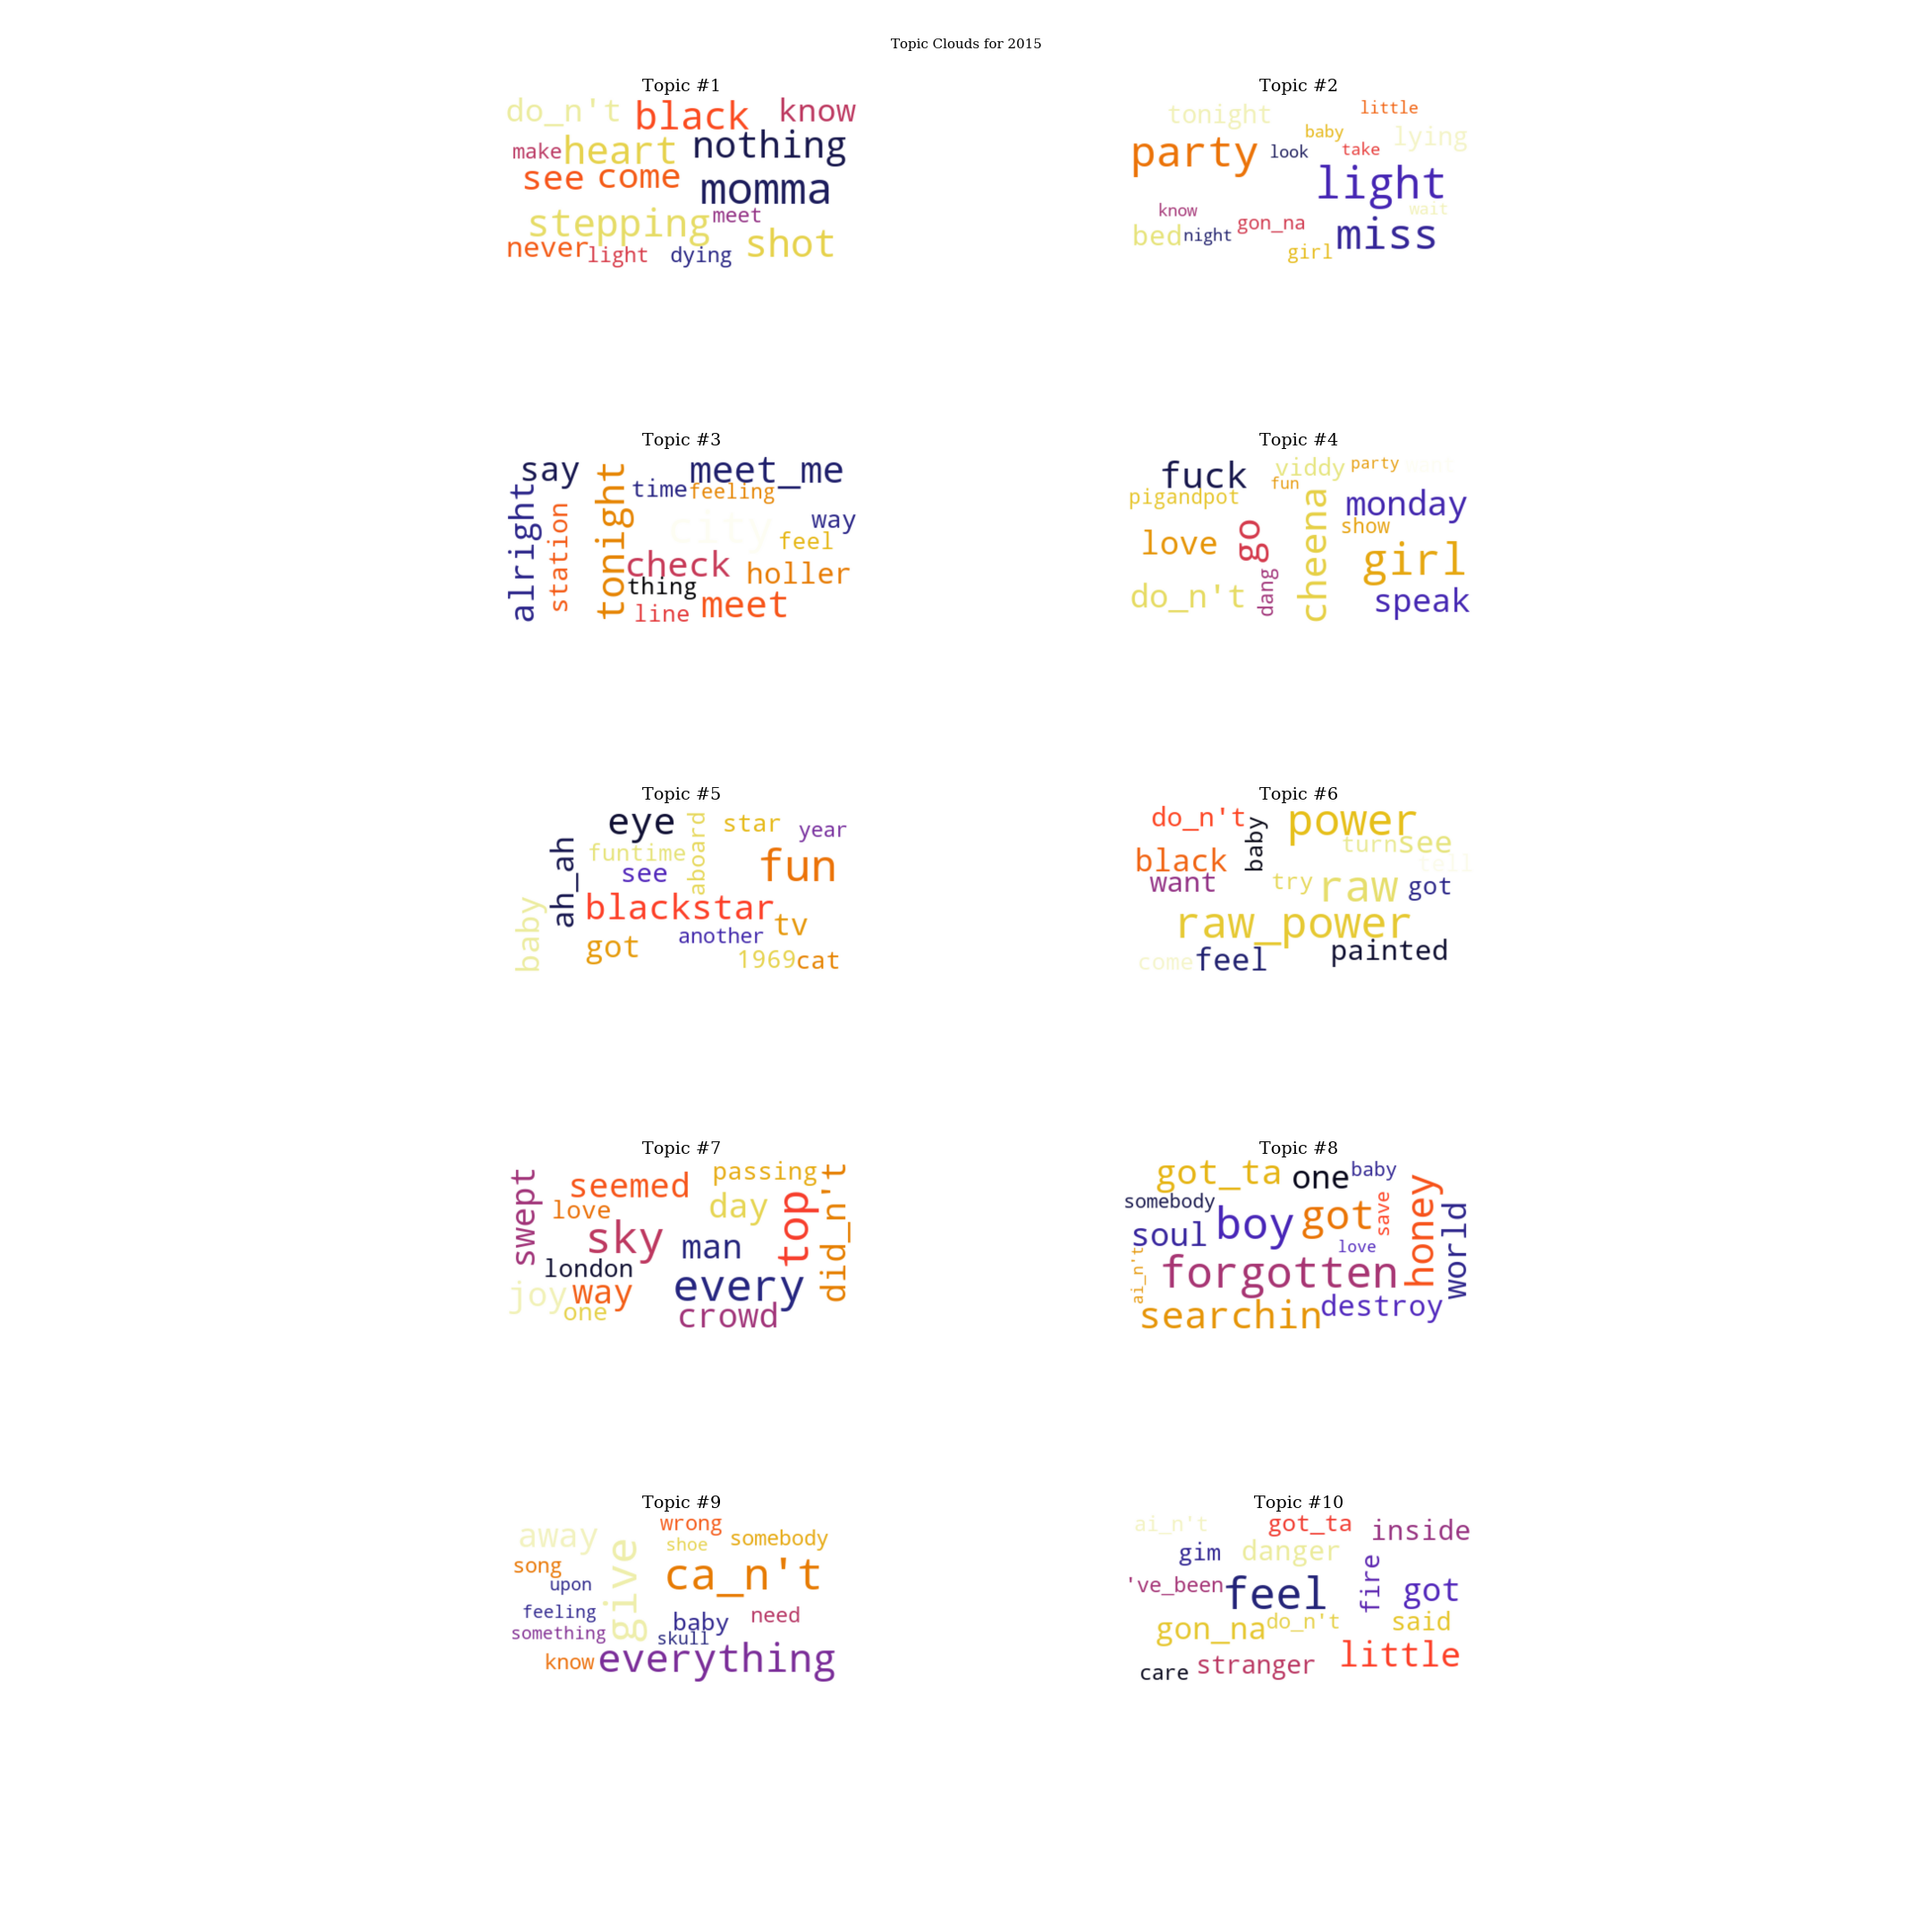 Topic Clouds for 2015
Topic #1
do_n't black know
make heart nothing
see come momma
stepping meet
never light dying shot
Topic #2
tonight little
baby lying
party look take
light
know wait
bed night gon_na miss
girl
Topic #3
say meet_me
time feeling
alright station tonight city way
feel
check holler
thing
line meet
Topic #4
fuck viddy party want
pigandpot fun
monday
love go cheena show
girl
do_n't dang speak
Topic #5
eye aboard star year
ah_ah funtime fun
see
baby blackstar tv
got another
1969 cat
Topic #6
do_n't baby power
black turn see
tell
want try raw got
raw_power
come feel painted
Topic #7
swept seemed passing did_n't
love day top
sky man
london
joy way every
one crowd
Topic #8
got_ta one baby
somebody save honey
soul boy got world
love
ai_n't forgotten
searchin destroy
Topic #9
away wrong somebody
shoe
song give ca_n't
upon
feeling baby need
something skull
know everything
Topic #10
ai_n't got_ta inside
gim danger
've_been feel fire got
gon_na do_n't said
care stranger little